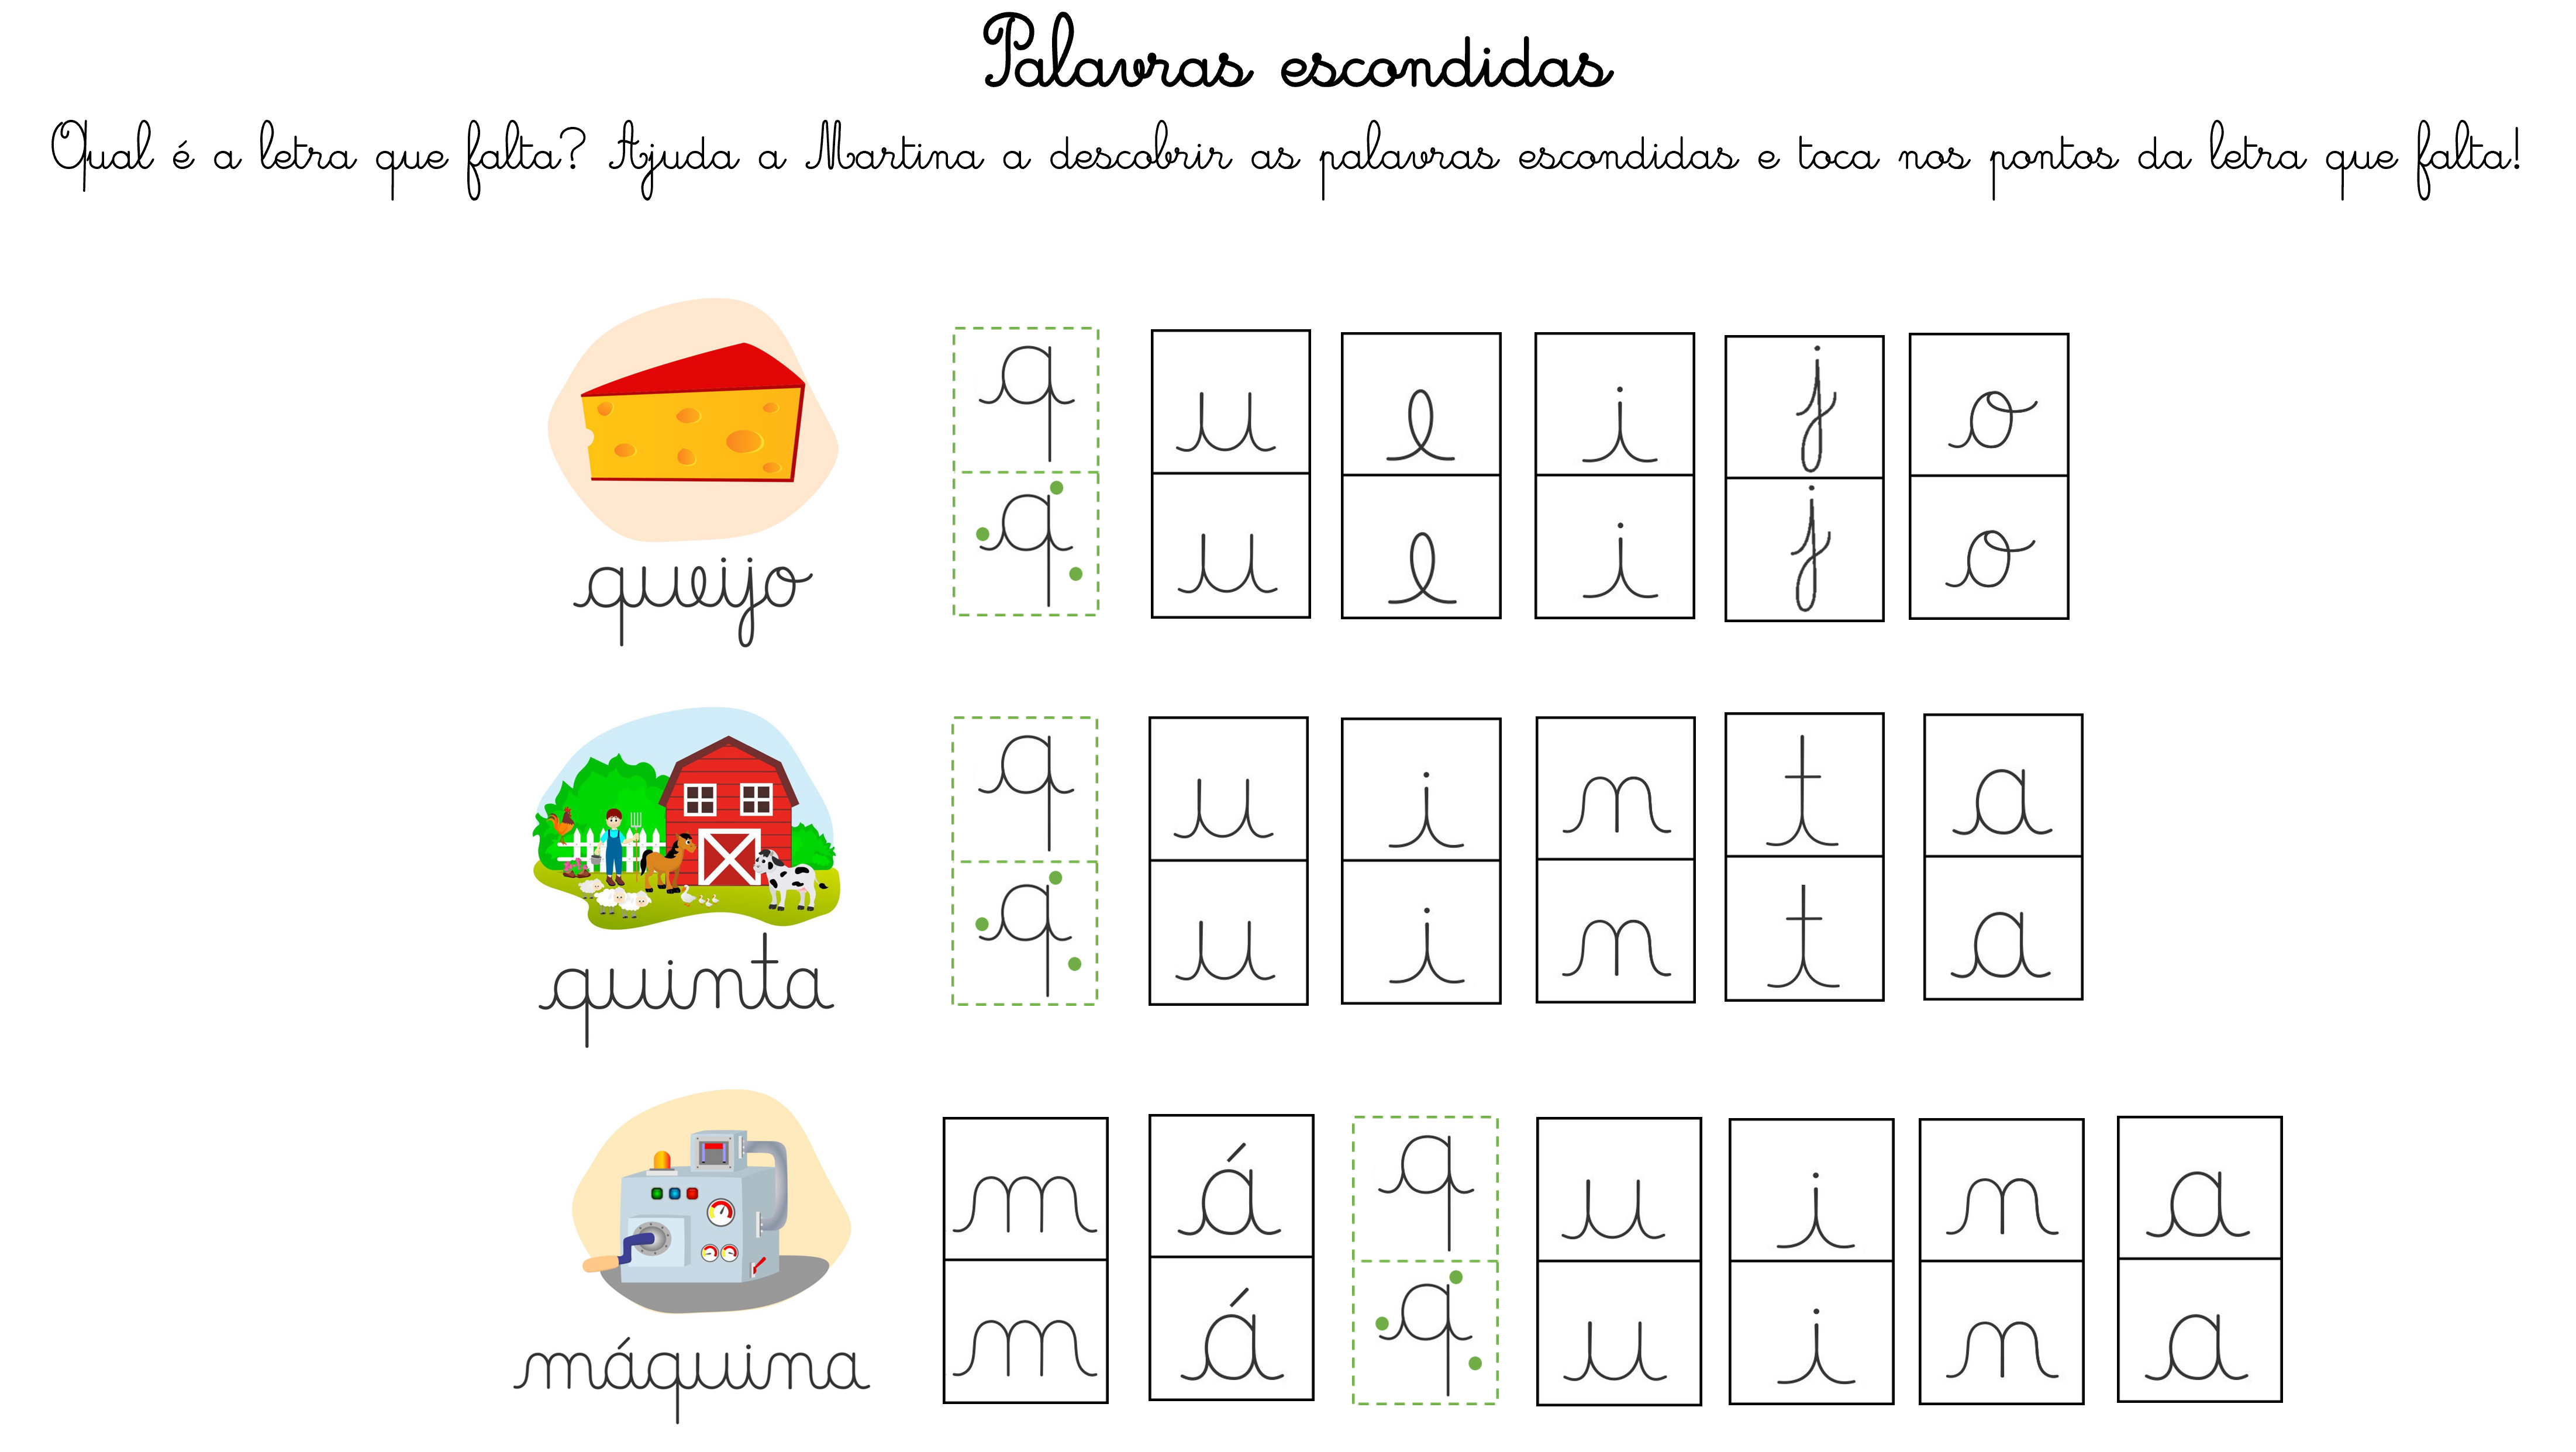 Palavras escondidas
Qual é a letra que falta? Ajuda a Martina a descobrir as palavras escondidas e toca nos pontos da letra que falta!
q u e i j o
q u e i j o
queijo
q u i n t a
q u i n t a
quinta
m á q u i n a
m á q u i n a
máquina